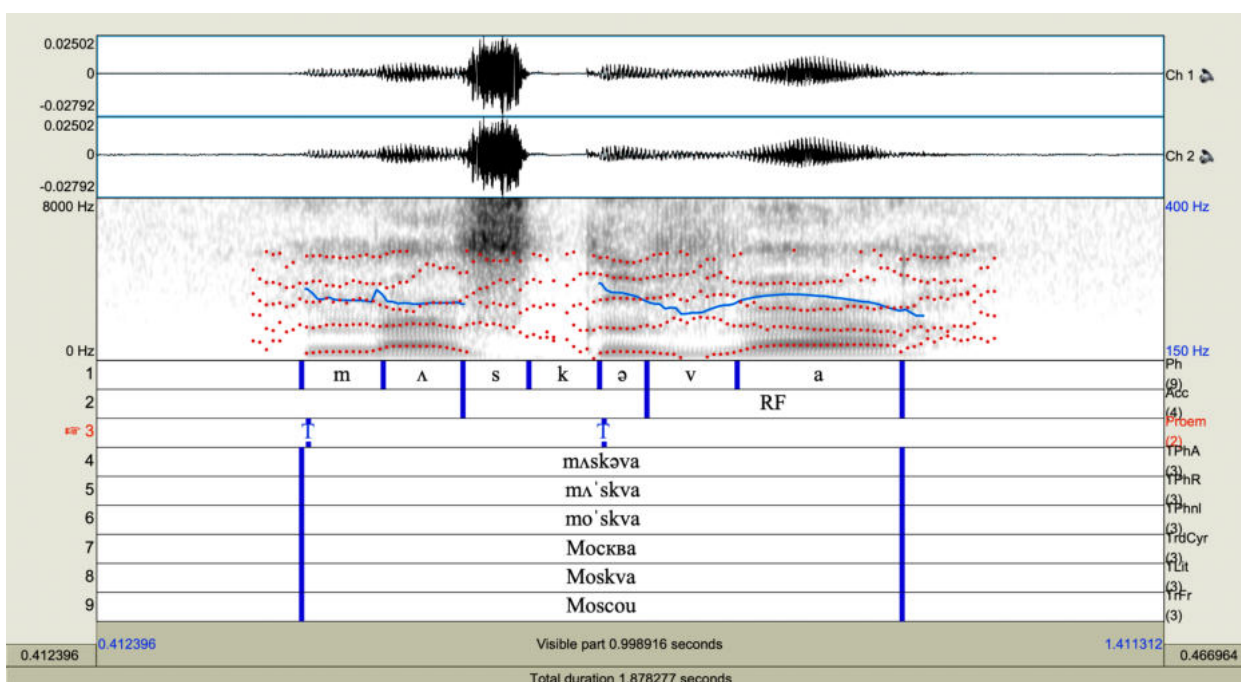 0.02502
0
-0.02792
Ch 1
0.02502
0
-0.02792
Ch 2
8000 Hz
400 Hz
0 Hz
150 Hz
1 m ʌ s k ə v a Ph (9)
2 RF Acc (4)
3 T T Proem (2)
4 mʌskəva TPhA (3)
5 mʌˈskva TPhR (3)
6 moˈskva TPhnl (3)
7 Москва TrdCyr (3)
8 Moskva TLit (3)
9 Moscou TrFr (3)
0.412396 Visible part 0.998916 seconds 1.411312
0.412396 0.466964
Total duration 1.878277 seconds